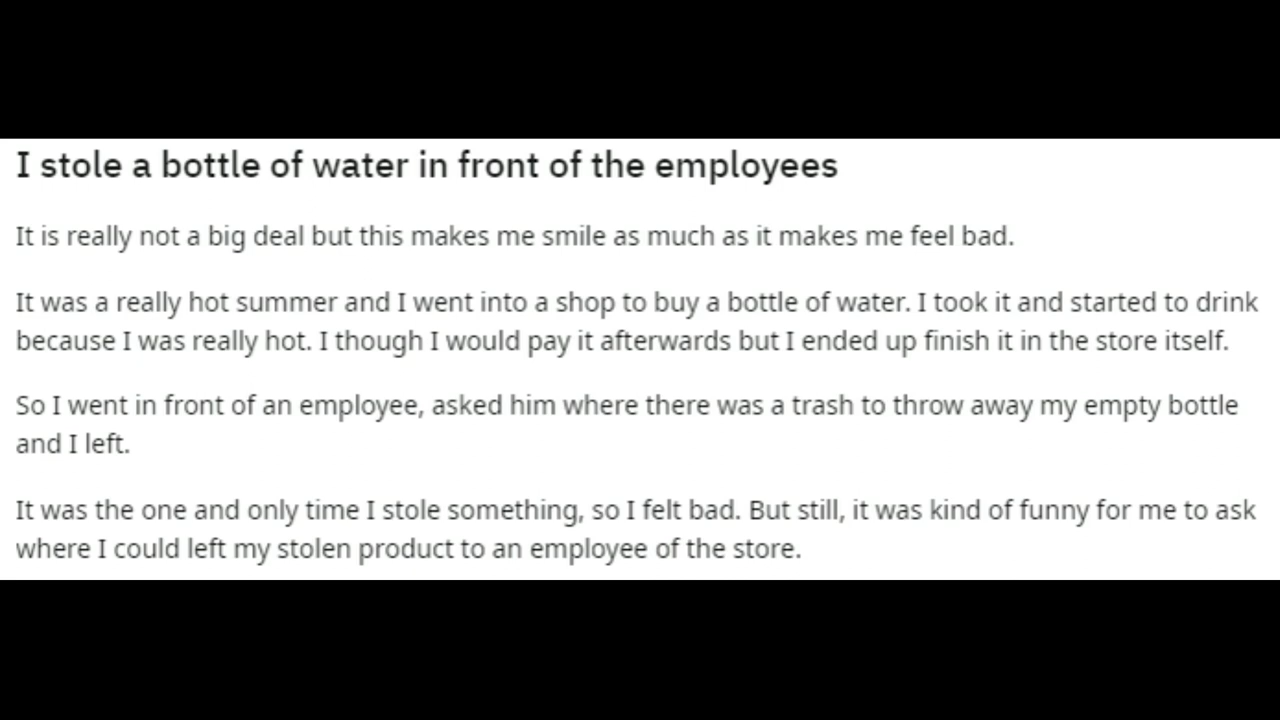 I stole a bottle of water in front of the employees
It is really not a big deal but this makes me smile as much as it makes me feel bad.
It was a really hot summer and I went into a shop to buy a bottle of water. I took it and started to drink
because I was really hot. I though I would pay it afterwards but I ended up finish it in the store itself.
So I went in front of an employee, asked him where there was a trash to throw away my empty bottle
and I left.
It was the one and only time I stole something, so I felt bad. But still, it was kind of funny for me to ask
where I could left my stolen product to an employee of the store.